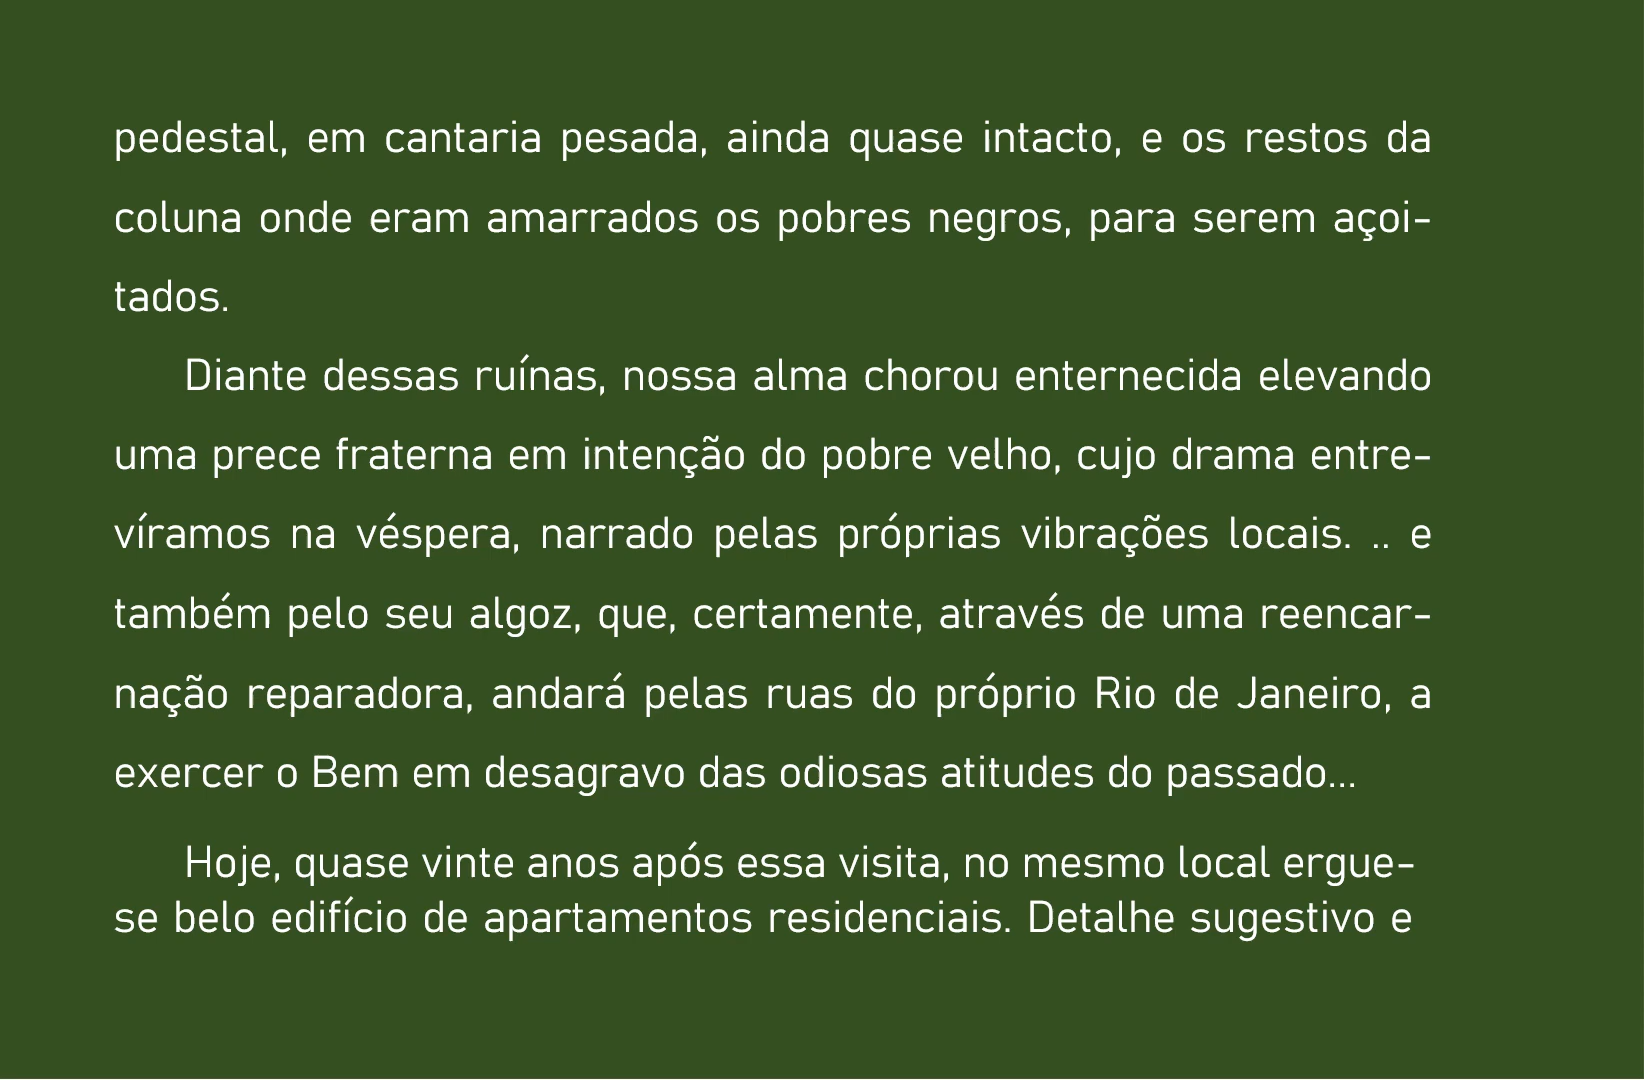 pedestal, em cantaria pesada, ainda quase intacto, e os restos da
coluna onde eram amarrados os pobres negros, para serem açoi-
tados.
Diante dessas ruínas, nossa alma chorou enternecida elevando
uma prece fraterna em intenção do pobre velho, cujo drama entre-
víramos na véspera, narrado pelas próprias vibrações locais. .. e
também pelo seu algoz, que, certamente, através de uma reencar-
nação reparadora, andará pelas ruas do próprio Rio de Janeiro, a
exercer o Bem em desagravo das odiosas atitudes do passado...
Hoje, quase vinte anos após essa visita, no mesmo local ergue-
se belo edifício de apartamentos residenciais. Detalhe sugestivo e